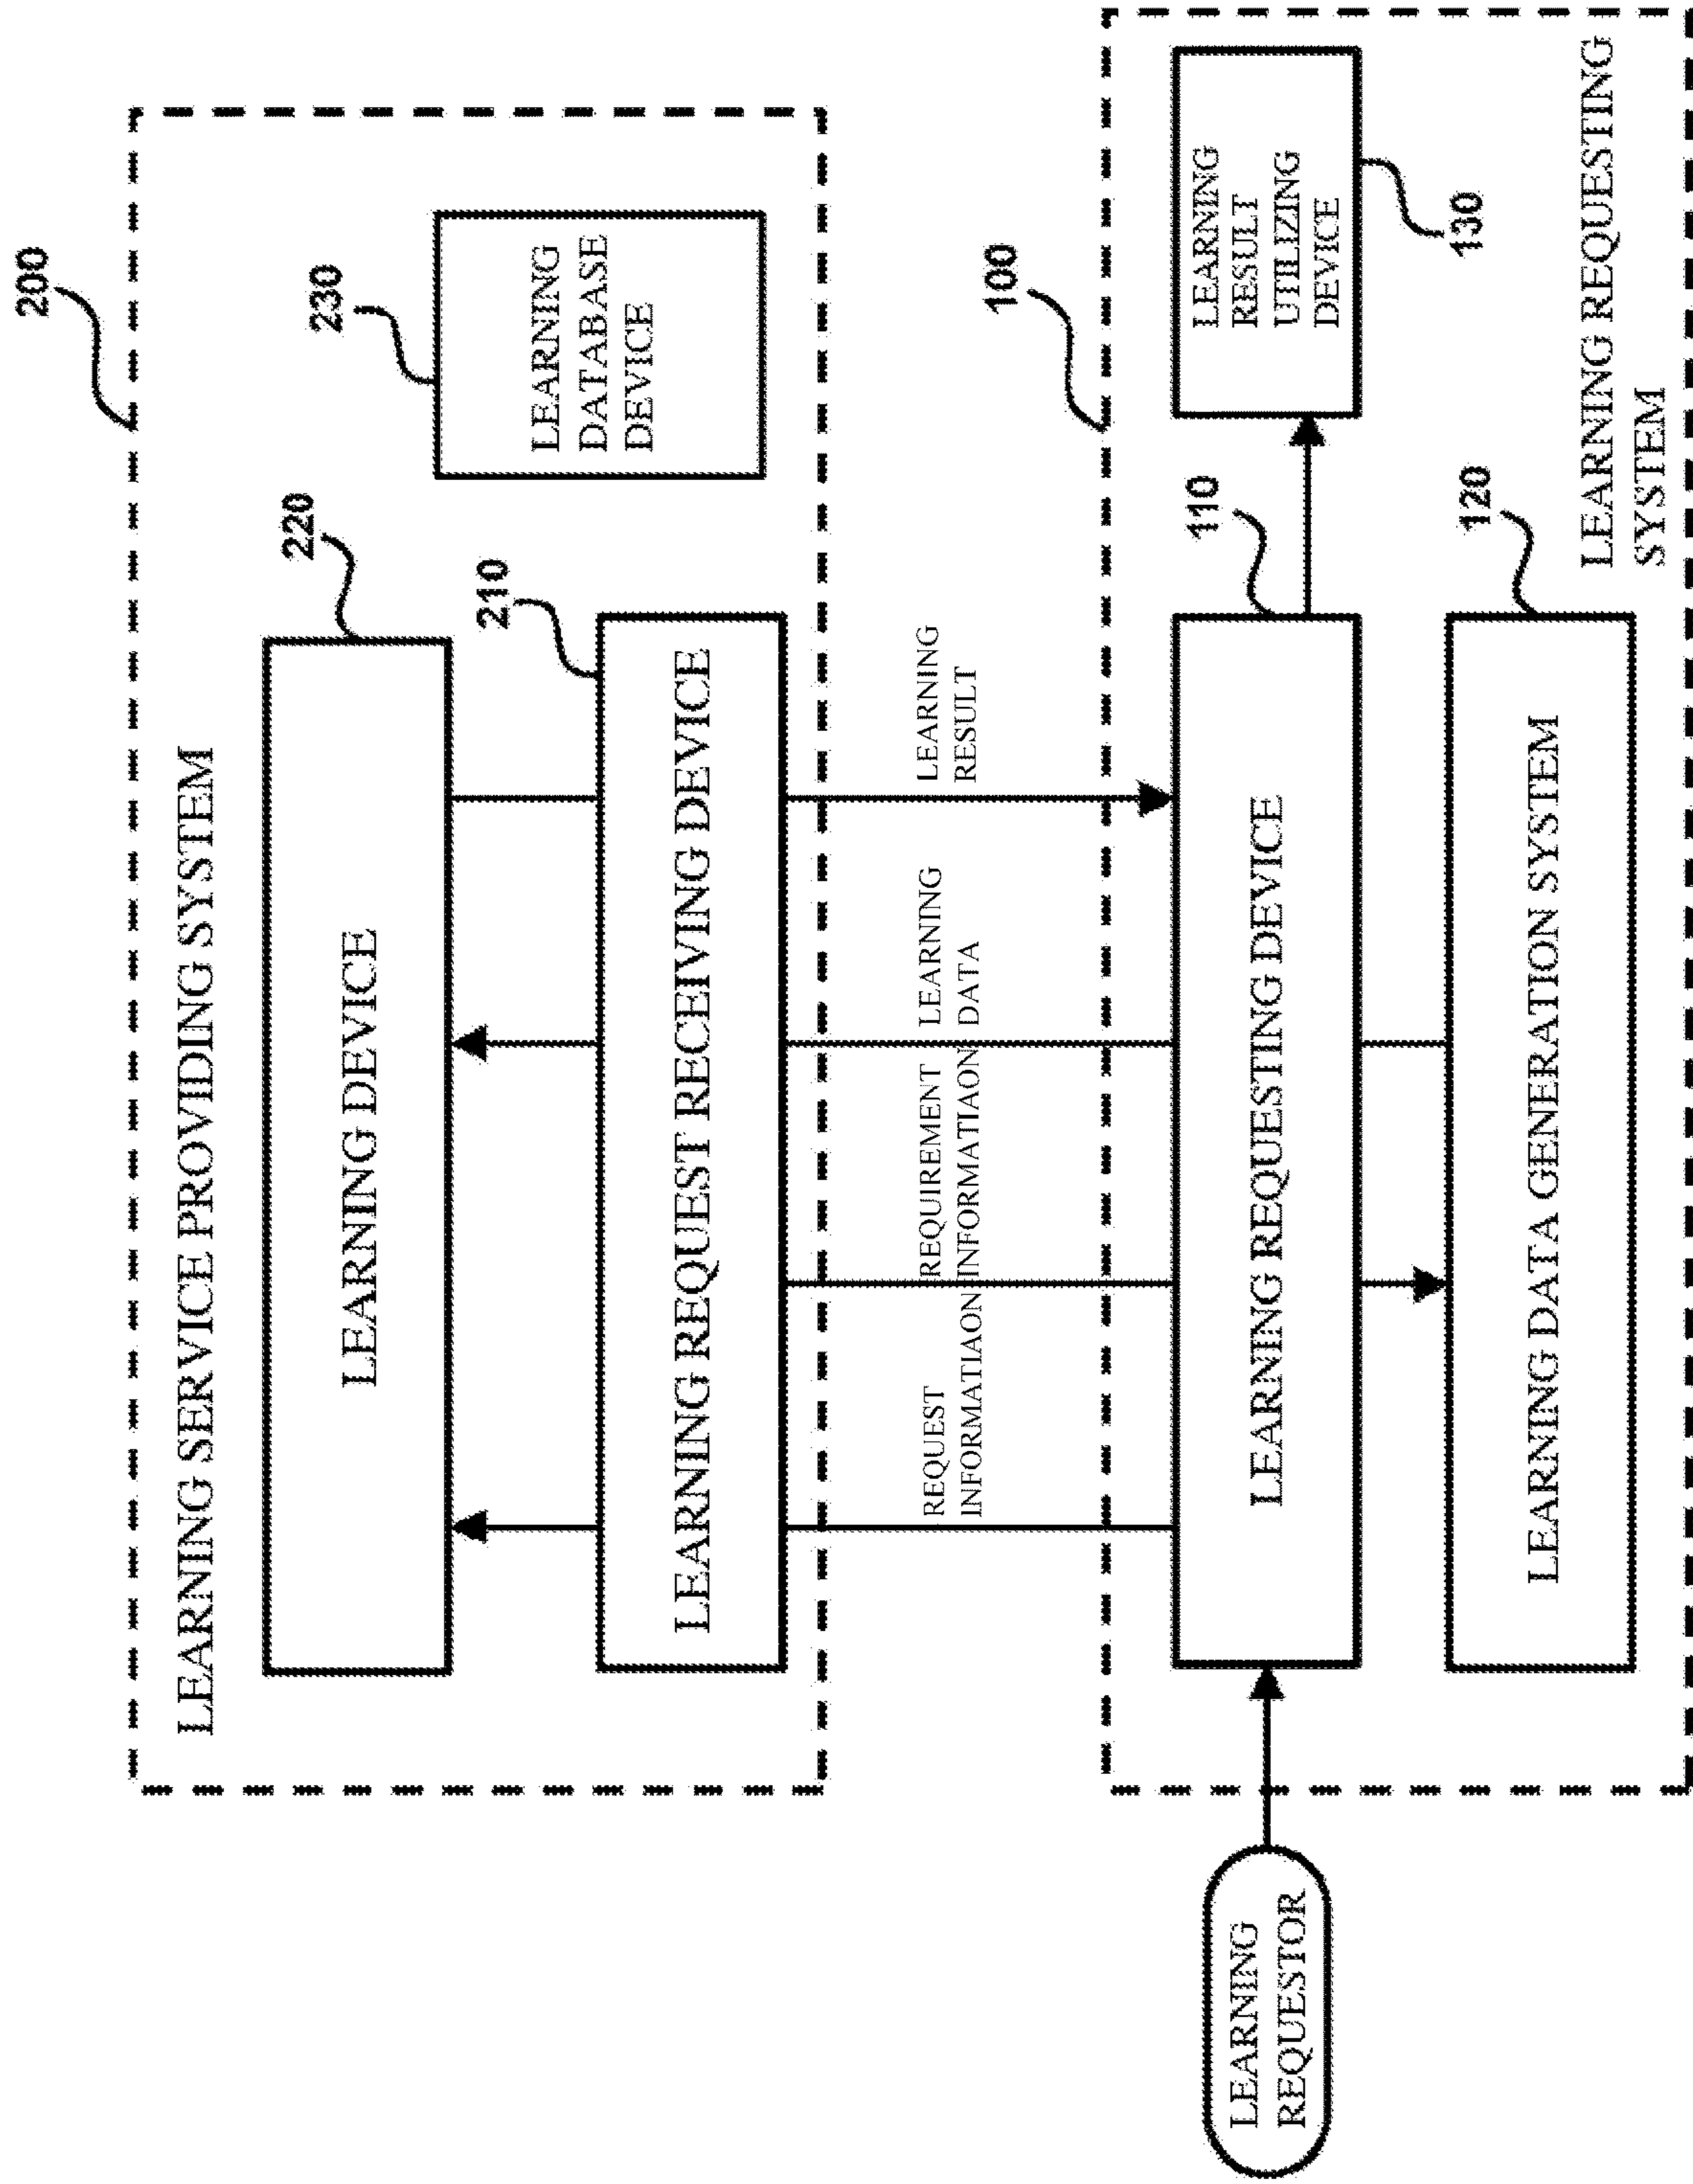 200
LEARNING SERVICE PROVIDING SYSTEM
220
LEARNING DEVICE
230
LEARNING
DATABASE
DEVICE
210
LEARNING REQUEST RECEIVING DEVICE
REQUEST
INFORMATIAON
REQUIREMENT
INFORMATIAON
LEARNING
DATA
LEARNING
RESULT
100
LEARNING
REQUESTOR
110
LEARNING REQUESTING DEVICE
LEARNING
RESULT
UTILIZING
DEVICE
130
120
LEARNING DATA GENERATION SYSTEM
LEARNING REQUESTING
SYSTEM